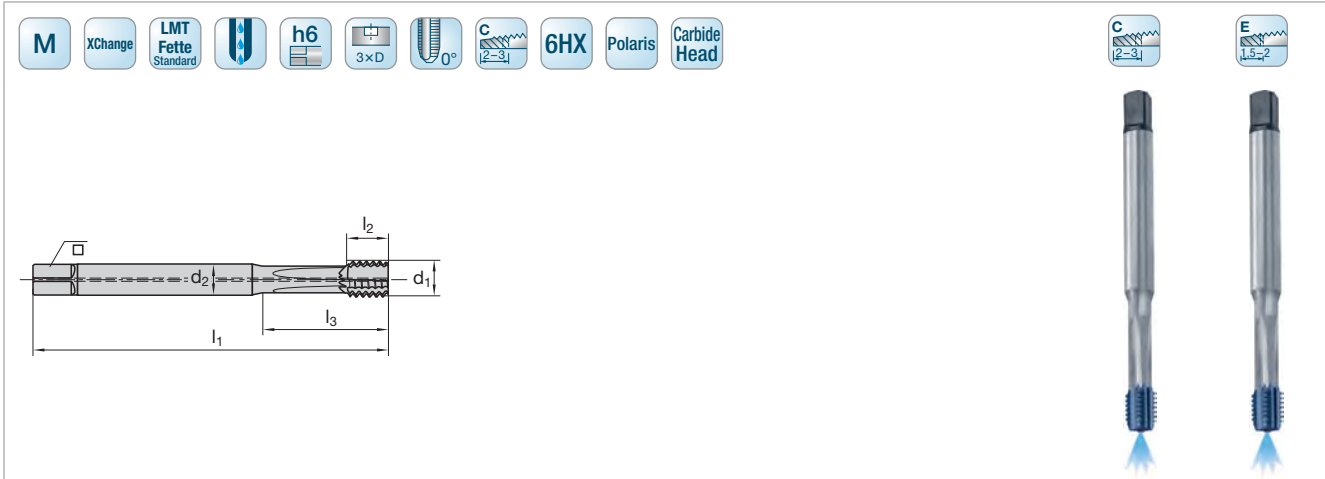 M
XChange
LMT
Fette
Standard
h6
3×D
0°
C
2–3
6HX
Polaris
Carbide
Head
C
2–3
E
1,5–2
l2
d2
d1
l3
l1